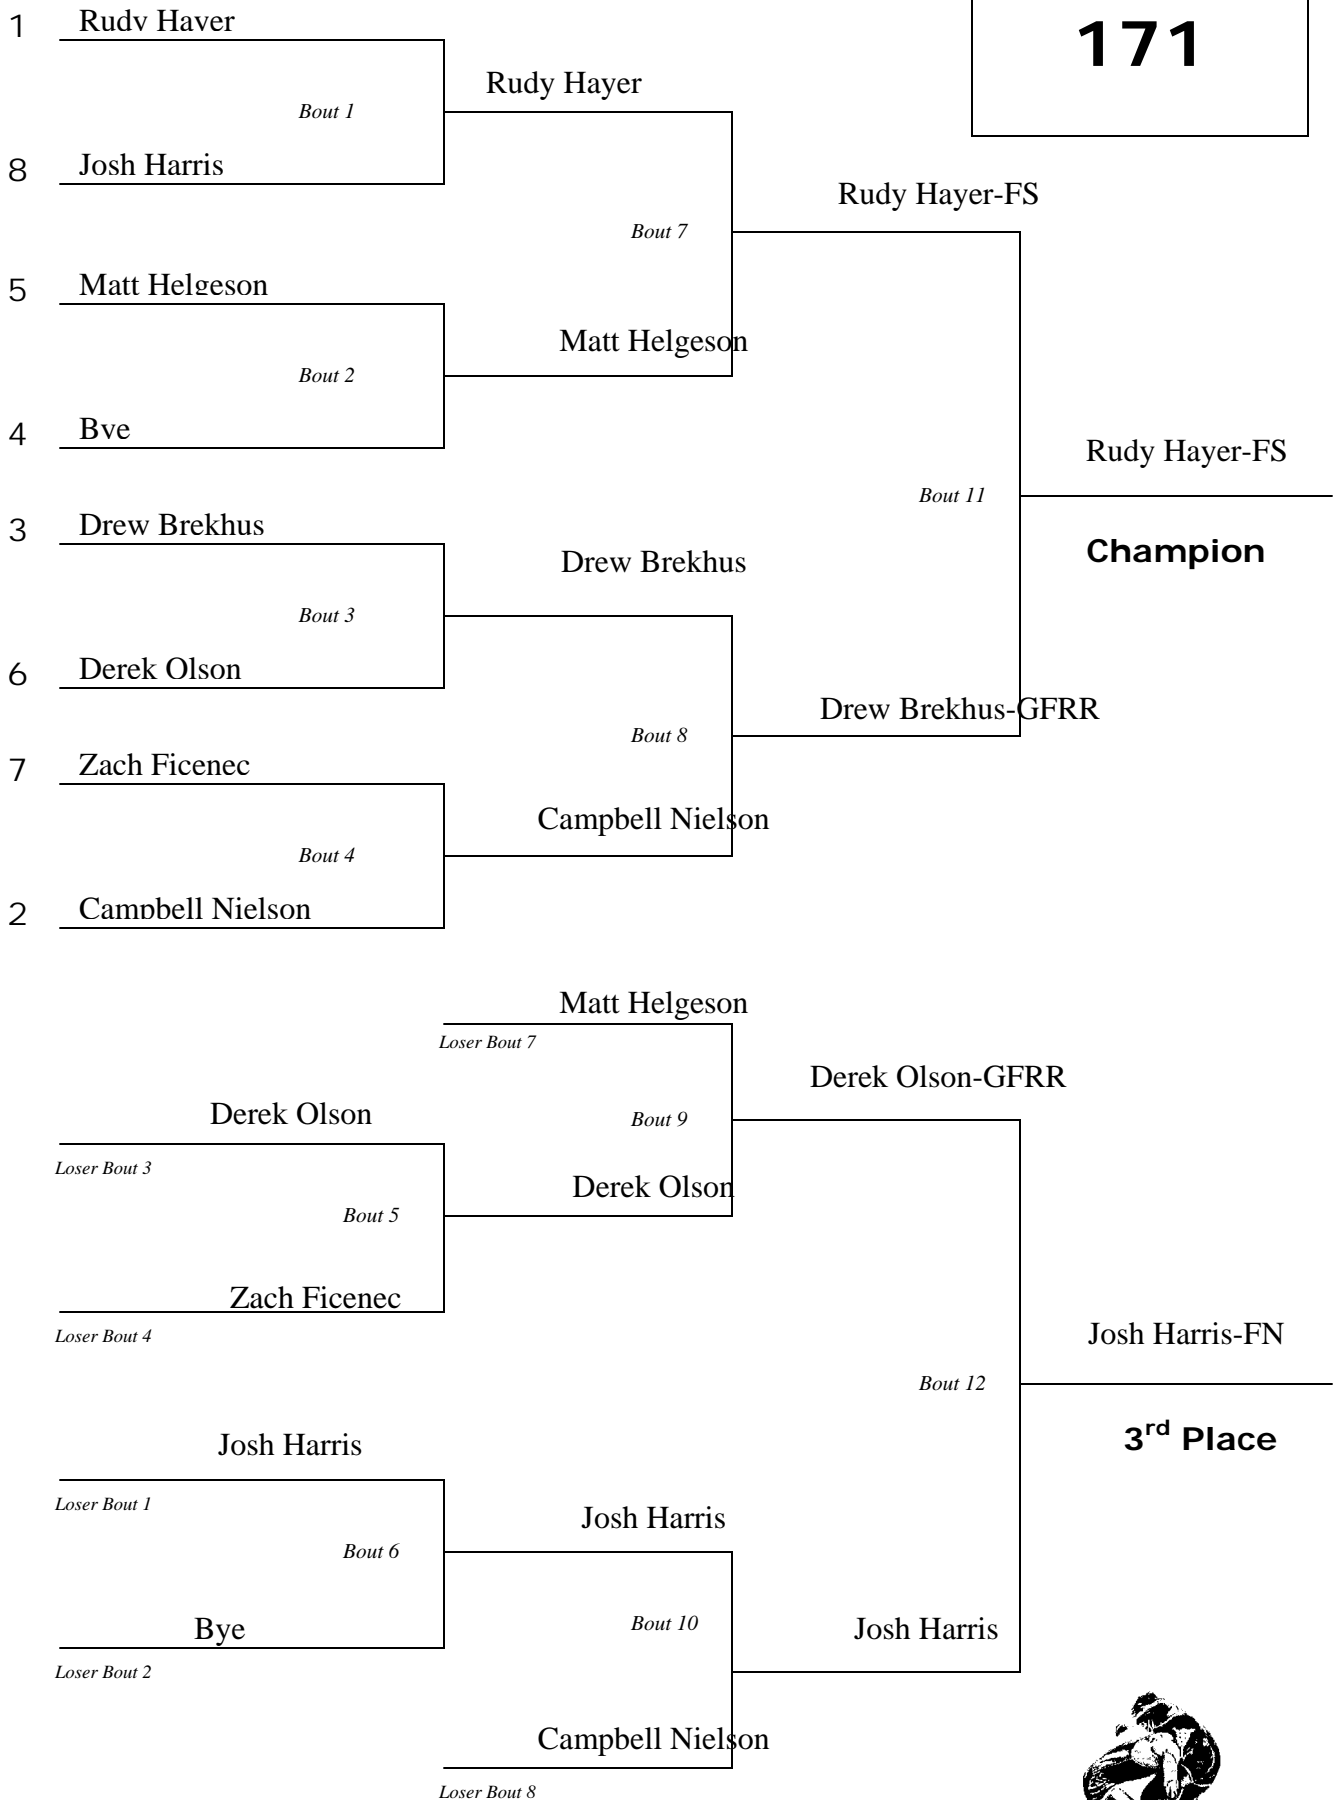 171
1 Rudy Hayer
Rudy Hayer
Bout 1
8 Josh Harris
Rudy Hayer-FS
Bout 7
5 Matt Helgeson
Matt Helgeson
Bout 2
4 Bye
Rudy Hayer-FS
Bout 11
3 Drew Brekhus
Champion
Drew Brekhus
Bout 3
6 Derek Olson
Drew Brekhus-GFRR
Bout 8
7 Zach Ficenec
Campbell Nielson
Bout 4
2 Campbell Nielson
Matt Helgeson
Loser Bout 7
Derek Olson-GFRR
Derek Olson
Bout 9
Loser Bout 3
Derek Olson
Bout 5
Zach Ficenec
Loser Bout 4
Josh Harris-FN
Bout 12
3rd Place
Josh Harris
Loser Bout 1
Josh Harris
Bout 6
Bye
Bout 10
Josh Harris
Loser Bout 2
Campbell Nielson
Loser Bout 8